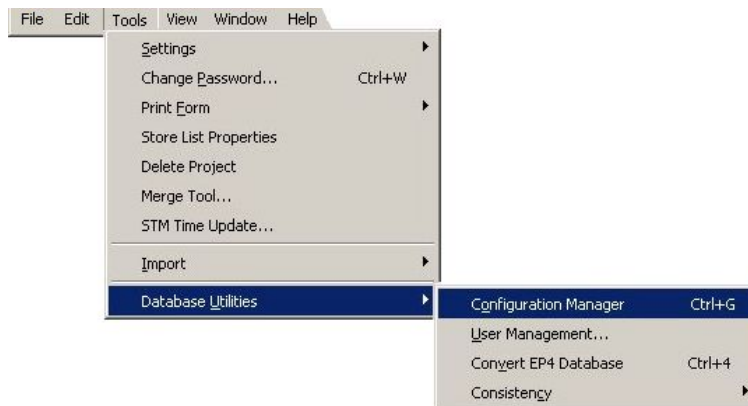 File Edit Tools View Window Help
Settings
Change Password... Ctrl+W
Print Form
Store List Properties
Delete Project
Merge Tool...
STM Time Update...
Import
Database Utilities
Configuration Manager Ctrl+G
User Management...
Convert EP4 Database Ctrl+4
Consistency